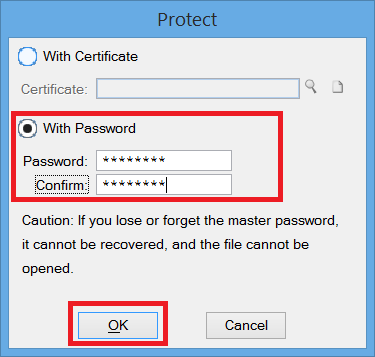 Protect
With Certificate
Certificate:
With Password
Password: ********
Confirm: ********
Caution: If you lose or forget the master password,
it cannot be recovered, and the file cannot be
opened.
OK Cancel